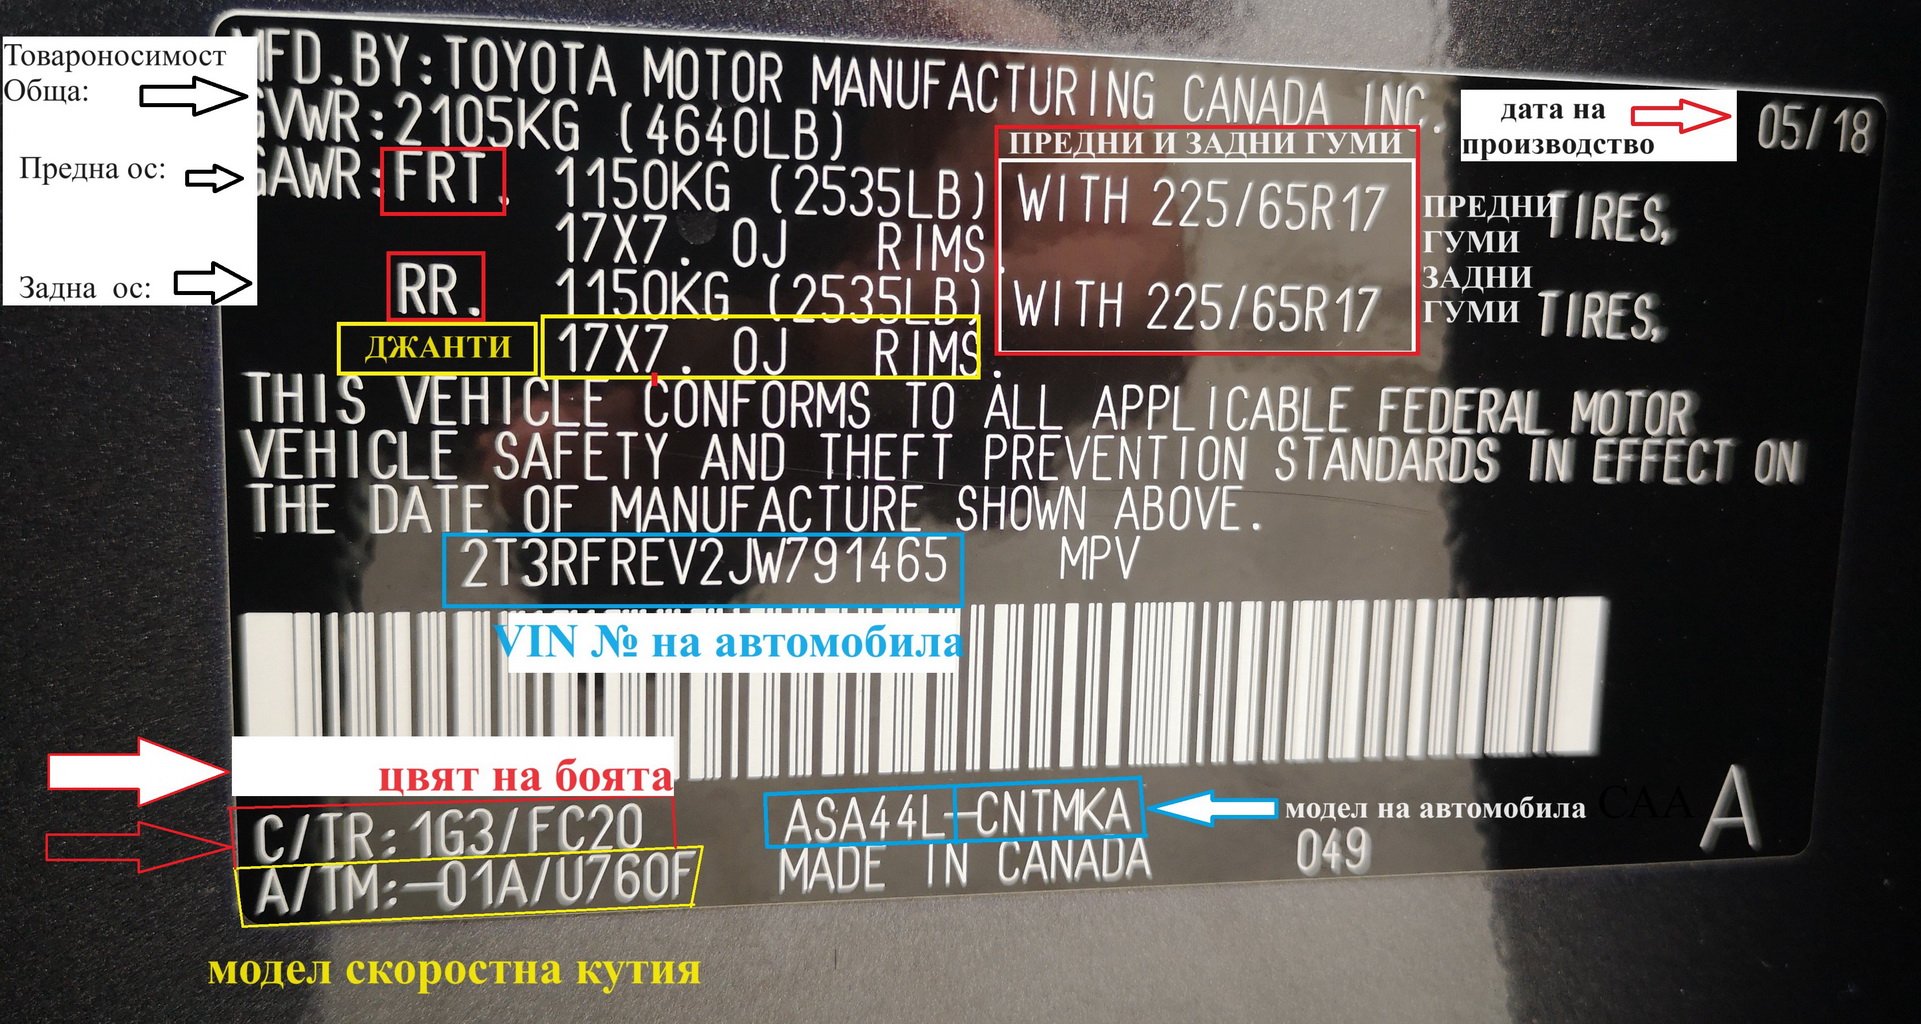 MFD.BY:TOYOTA MOTOR MANUFACTURING CANADA INC.
05/18
Товароносимост
Обща:
GVWR:2105KG (4640LB)
дата на
производство
ПРЕДНИ И ЗАДНИ ГУМИ
Предна ос:
GAWR:FRT. 1150KG (2535LB) WITH 225/65R17 TIRES,
ПРЕДНИ
ГУМИ
17X7. 0J RIMS.
Задна ос:
RR. 1150KG (2535LB) WITH 225/65R17 TIRES,
ЗАДНИ
ГУМИ
ДЖАНТИ
17X7. 0J RIMS.
THIS VEHICLE CONFORMS TO ALL APPLICABLE FEDERAL MOTOR
VEHICLE SAFETY AND THEFT PREVENTION STANDARDS IN EFFECT ON
THE DATE OF MANUFACTURE SHOWN ABOVE.
2T3RFREV2JW791465 MPV
VIN № на автомобила
цвят на боята
C/TR:1G3/FC20 ASA44L-CNTMKA
модел на автомобила
CAA
A
A/TM:-01A/U760F MADE IN CANADA 049
модел скоростна кутия